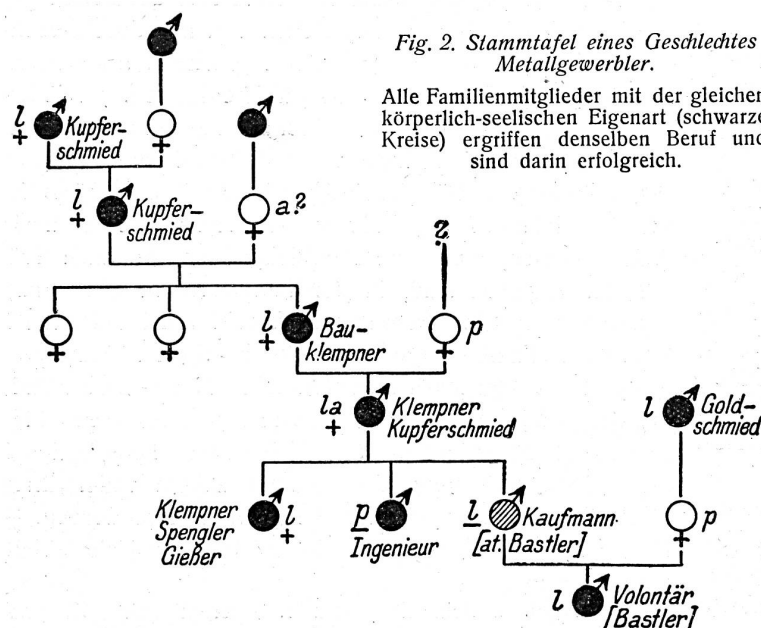 Fig. 2. Stammtafel eines Geschlechtes
Metallgewerbler.
Alle Familienmitglieder mit der gleichen
körperlich-seelischen Eigenart (schwarze
Kreise) ergriffen denselben Beruf und
sind darin erfolgreich.
l
+
Kupfer-
schmied
l
+
Kupfer-
schmied
a?
?
l
+
Bau-
klempner
p
la
+
Klempner
Kupferschmied
l
Gold-
schmied
Klempner
Spengler
Gießer
l
+
p
Ingenieur
l
Kaufmann
[at. Bastler]
p
l
Volontär
[Bastler]